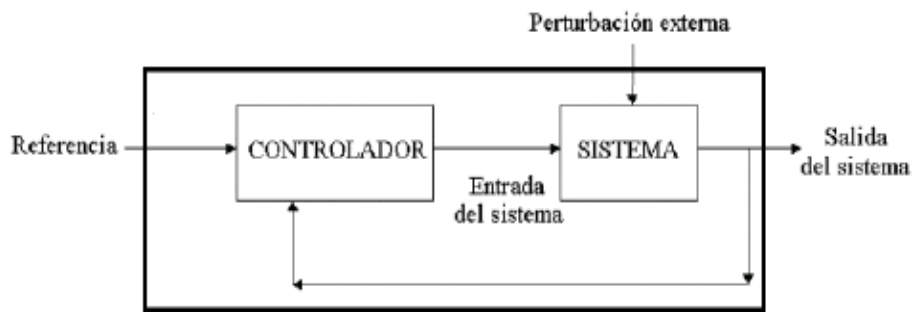 Perturbación externa
Referencia
CONTROLADOR
SISTEMA
Salida
del sistema
Entrada
del sistema